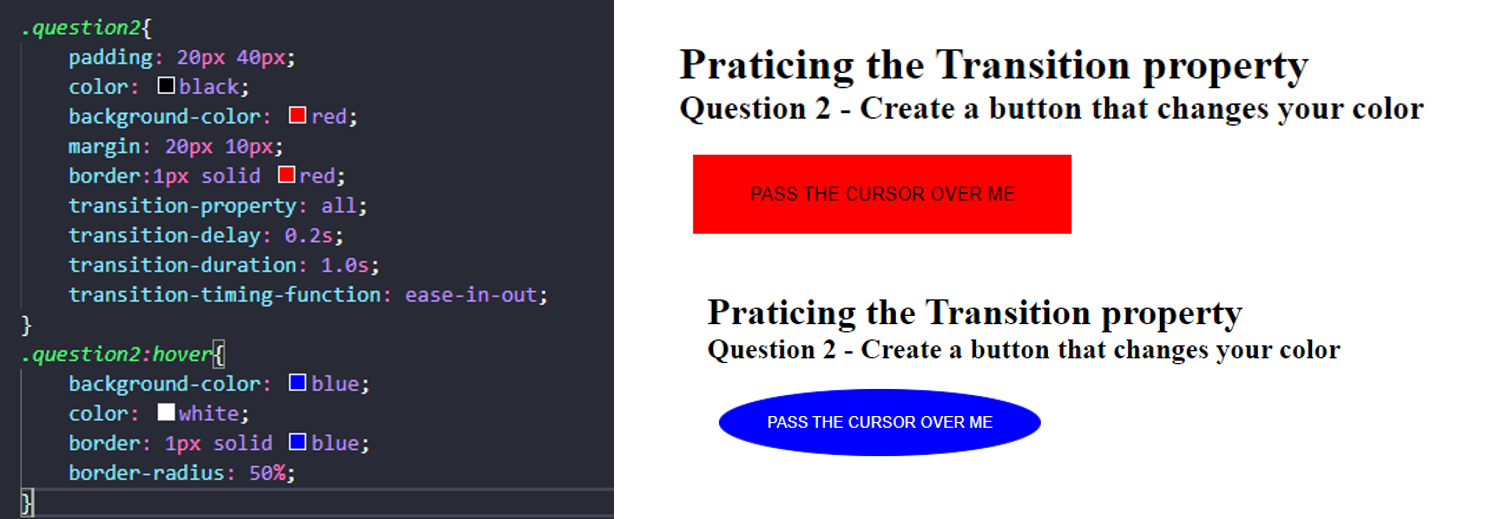 .question2{
padding: 20px 40px;
color: black;
background-color: red;
margin: 20px 10px;
border:1px solid red;
transition-property: all;
transition-delay: 0.2s;
transition-duration: 1.0s;
transition-timing-function: ease-in-out;
}
.question2:hover{
background-color: blue;
color: white;
border: 1px solid blue;
border-radius: 50%;
}
Praticing the Transition property
Question 2 - Create a button that changes your color
PASS THE CURSOR OVER ME
Praticing the Transition property
Question 2 - Create a button that changes your color
PASS THE CURSOR OVER ME